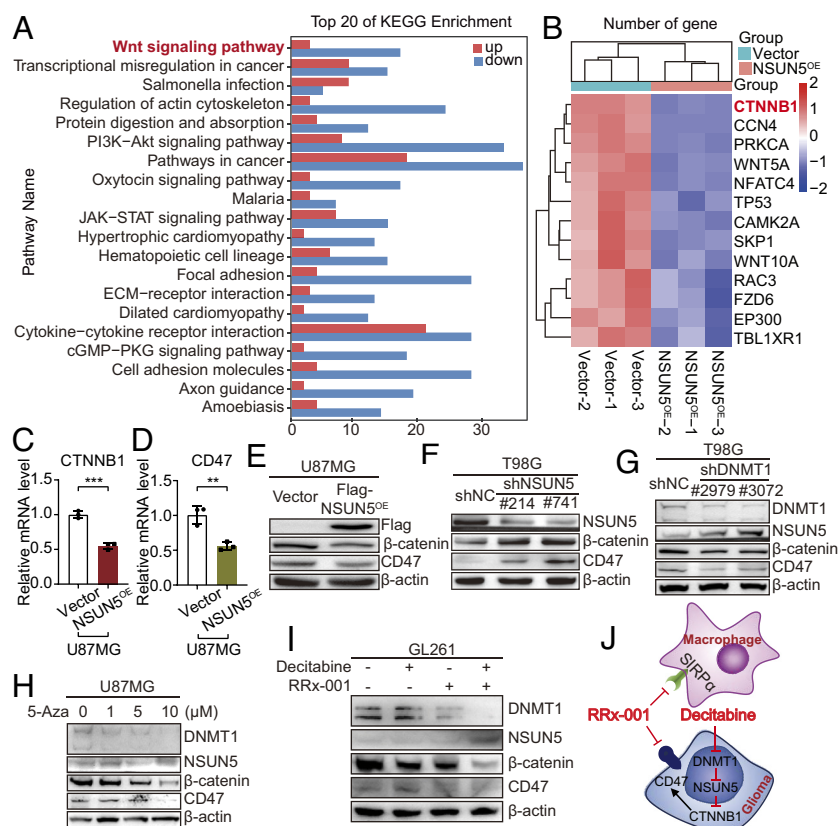 A
Top 20 of KEGG Enrichment
Pathway Name
Wnt signaling pathway
Transcriptional misregulation in cancer
Salmonella infection
Regulation of actin cytoskeleton
Protein digestion and absorption
PI3K−Akt signaling pathway
Pathways in cancer
Oxytocin signaling pathway
Malaria
JAK−STAT signaling pathway
Hypertrophic cardiomyopathy
Hematopoietic cell lineage
Focal adhesion
ECM−receptor interaction
Dilated cardiomyopathy
Cytokine−cytokine receptor interaction
cGMP−PKG signaling pathway
Cell adhesion molecules
Axon guidance
Amoebiasis
up
down
0 10 20 30
B
Number of gene
Group
Vector
NSUN5OE
Group
2
1
0
−1
−2
CTNNB1
CCN4
PRKCA
WNT5A
NFATC4
TP53
CAMK2A
SKP1
WNT10A
RAC3
FZD6
EP300
TBL1XR1
Vector-2
Vector-1
Vector-3
NSUN5OE-2
NSUN5OE-1
NSUN5OE-3
C
CTNNB1
Relative mRNA level
***
1.5
1.0
0.5
0.0
Vector
NSUN5OE
U87MG
D
CD47
Relative mRNA level
**
1.5
1.0
0.5
0.0
Vector
NSUN5OE
U87MG
E
U87MG
Vector
Flag-
NSUN5OE
Flag
β-catenin
CD47
β-actin
F
T98G
shNSUN5
shNC #214 #741
NSUN5
β-catenin
CD47
β-actin
G
T98G
shDNMT1
shNC #2979 #3072
DNMT1
NSUN5
β-catenin
CD47
β-actin
H
U87MG
5-Aza 0 1 5 10 (μM)
DNMT1
NSUN5
β-catenin
CD47
β-actin
I
GL261
Decitabine - + - +
RRx-001 - - + +
DNMT1
NSUN5
β-catenin
CD47
β-actin
J
Macrophage
SIRPα
RRx-001 Decitabine
DNMT1
CD47
NSUN5
CTNNB1
Glioma